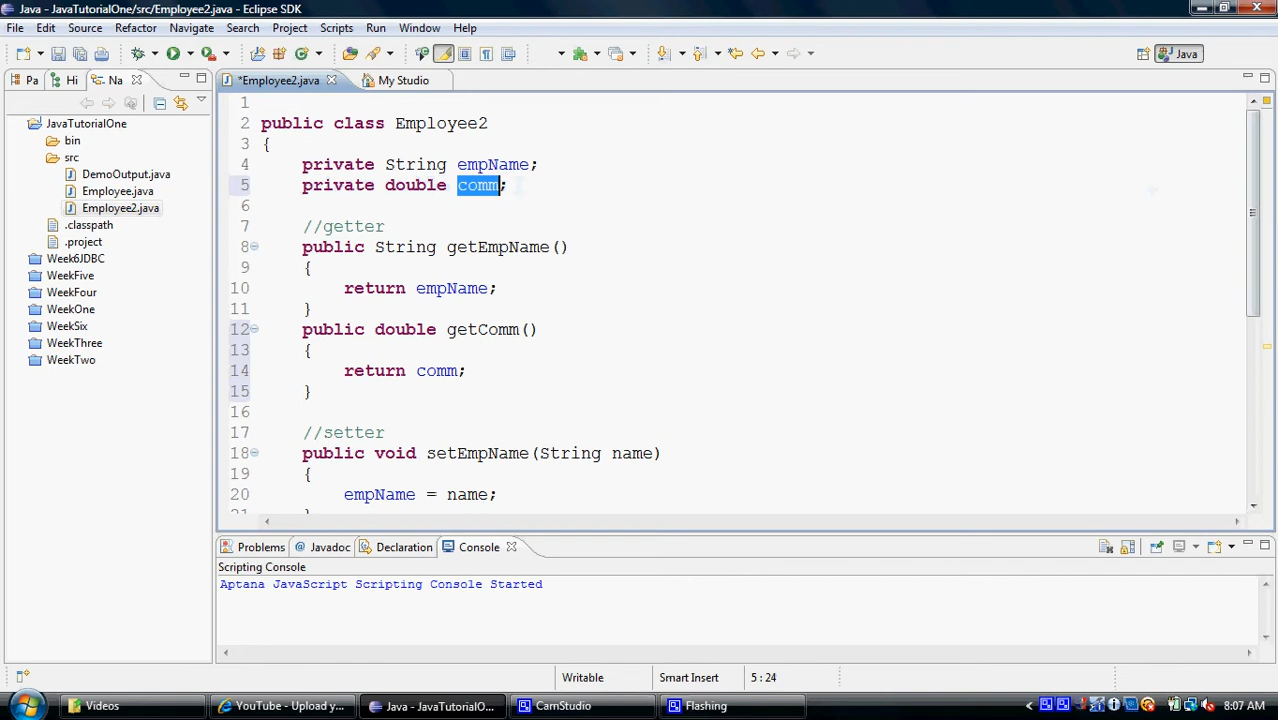 Java - JavaTutorialOne/src/Employee2.java - Eclipse SDK
File Edit Source Refactor Navigate Search Project Scripts Run Window Help
Java
Pa Hi Na
*Employee2.java My Studio
JavaTutorialOne
bin
src
DemoOutput.java
Employee.java
Employee2.java
.classpath
.project
Week6JDBC
WeekFive
WeekFour
WeekOne
WeekSix
WeekThree
WeekTwo
1
2 public class Employee2
3 {
4 private String empName;
5 private double comm;
6
7 //getter
8 public String getEmpName()
9 {
10 return empName;
11 }
12 public double getComm()
13 {
14 return comm;
15 }
16
17 //setter
18 public void setEmpName(String name)
19 {
20 empName = name;
21 }
Problems Javadoc Declaration Console
Scripting Console
Aptana JavaScript Scripting Console Started
Writable Smart Insert 5 : 24
Videos YouTube - Upload y... Java - JavaTutorialO... CamStudio Flashing 8:07 AM